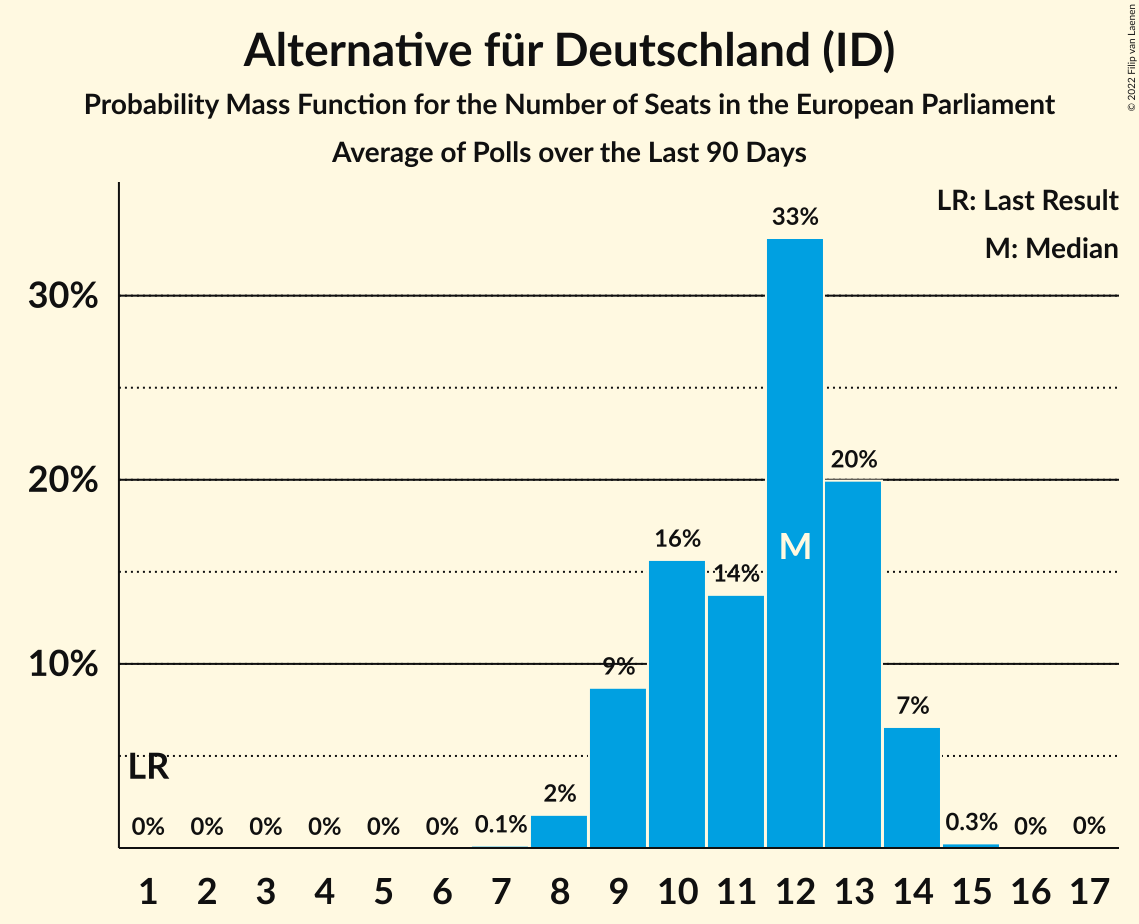 Alternative für Deutschland (ID)
Probability Mass Function for the Number of Seats in the European Parliament
Average of Polls over the Last 90 Days
© 2022 Filip van Laenen
LR: Last Result
M: Median
33%
30%
20%
20%
16%
M
14%
10%
9%
7%
LR
2%
0% 0% 0% 0% 0% 0% 0.1% 0.3% 0% 0%
1 2 3 4 5 6 7 8 9 10 11 12 13 14 15 16 17